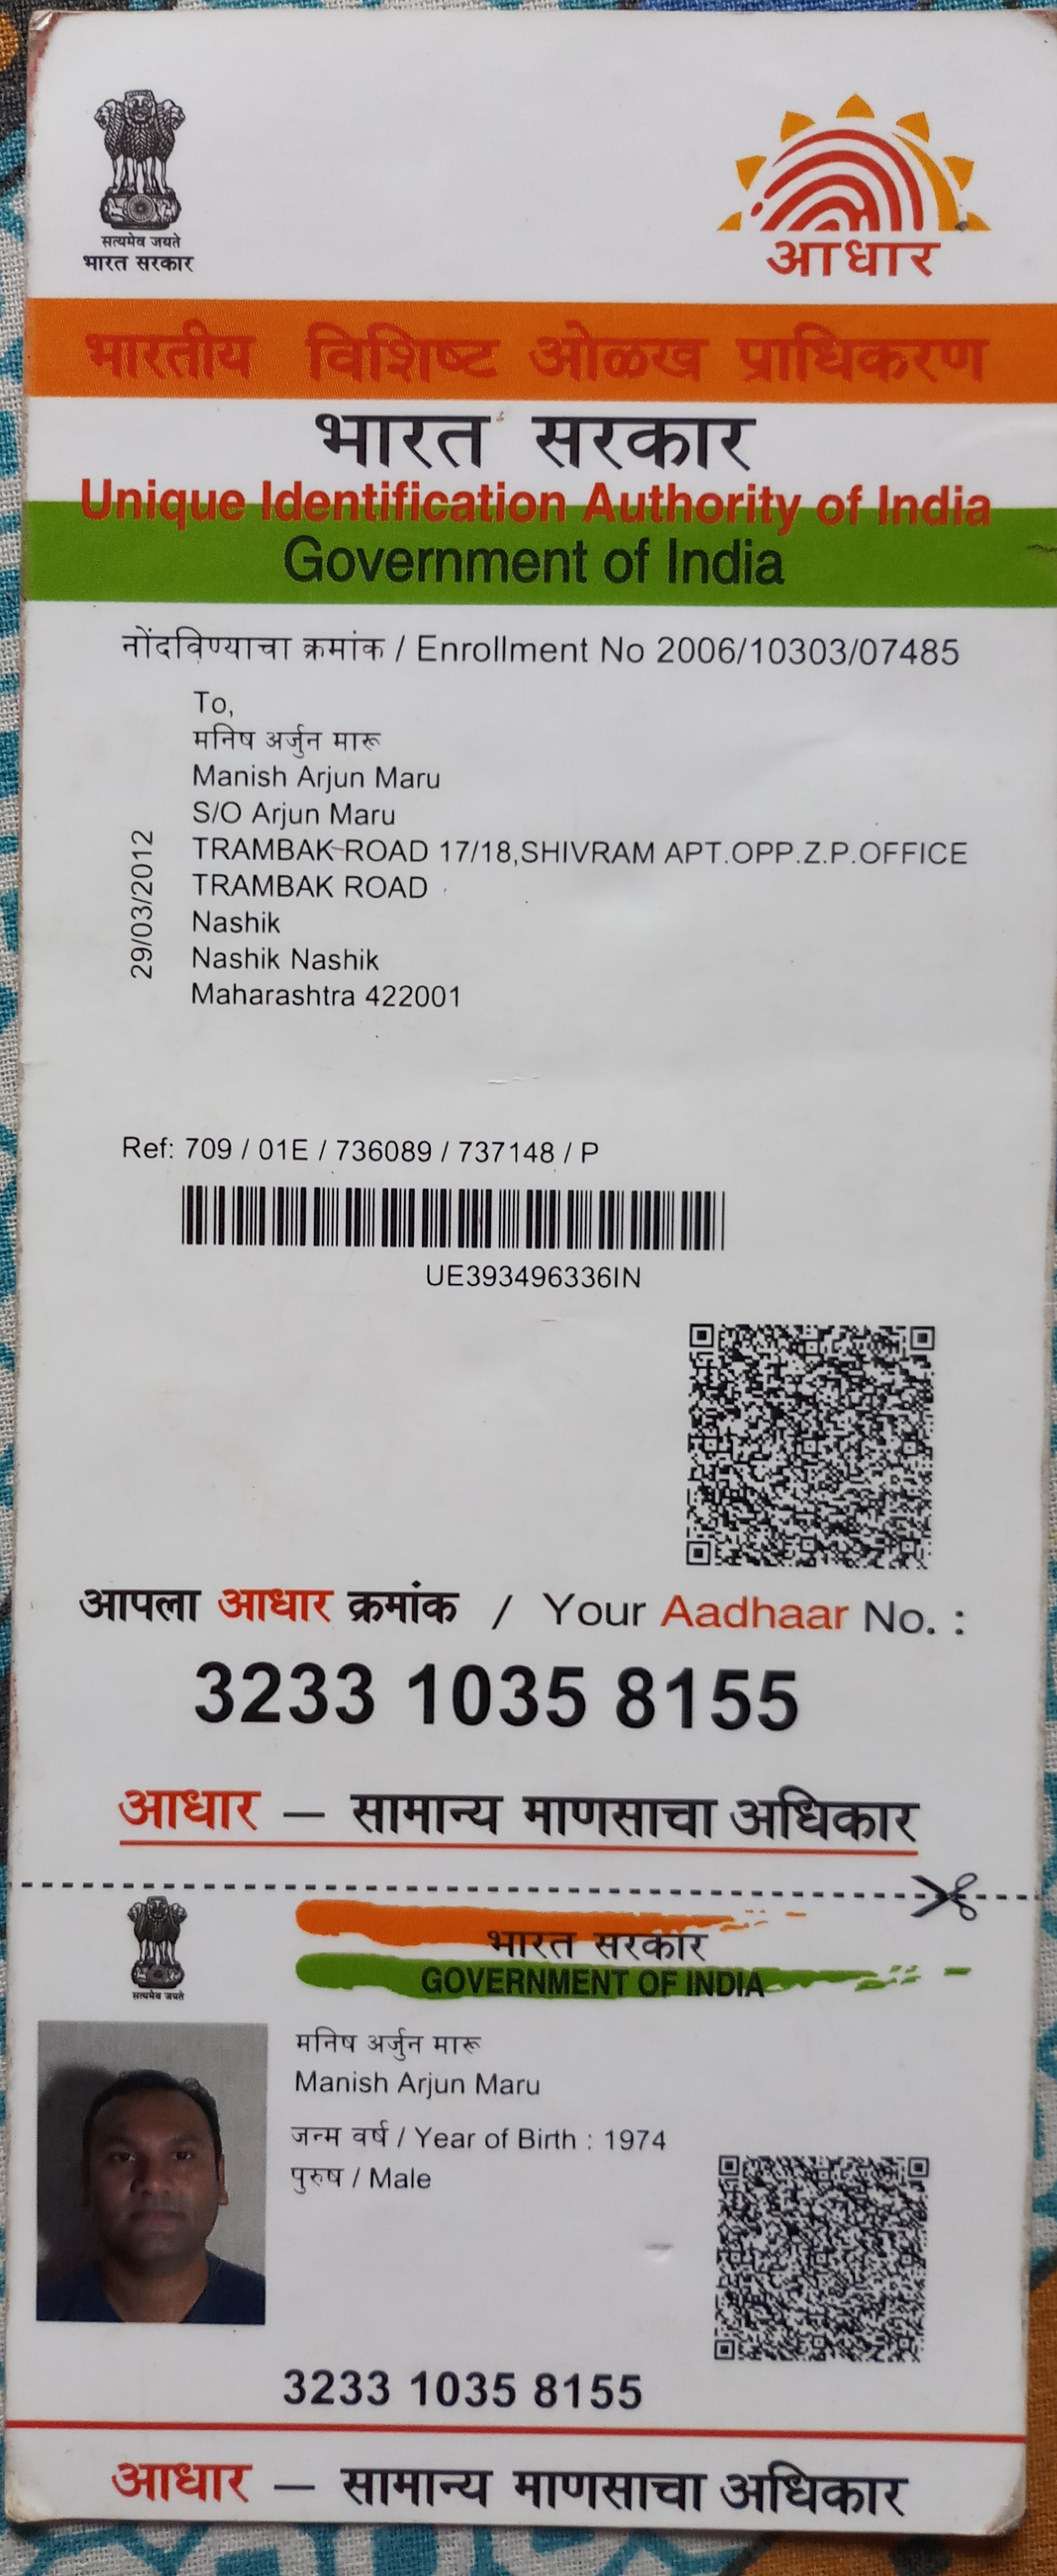 सत्यमेव जयते
भारत सरकार
आधार
भारतीय विशिष्ट ओळख प्राधिकरण
भारत सरकार
Unique Identification Authority of India
Government of India
नोंदविण्याचा क्रमांक / Enrollment No 2006/10303/07485
To,
मनिष अर्जुन मारू
Manish Arjun Maru
S/O Arjun Maru
TRAMBAK ROAD 17/18,SHIVRAM APT.OPP.Z.P.OFFICE
TRAMBAK ROAD
Nashik
Nashik Nashik
Maharashtra 422001
29/03/2012
Ref: 709 / 01E / 736089 / 737148 / P
UE393496336IN
आपला आधार क्रमांक / Your Aadhaar No. :
3233 1035 8155
आधार – सामान्य माणसाचा अधिकार
सत्यमेव जयते
भारत सरकार
GOVERNMENT OF INDIA
मनिष अर्जुन मारू
Manish Arjun Maru
जन्म वर्ष / Year of Birth : 1974
पुरुष / Male
3233 1035 8155
आधार – सामान्य माणसाचा अधिकार